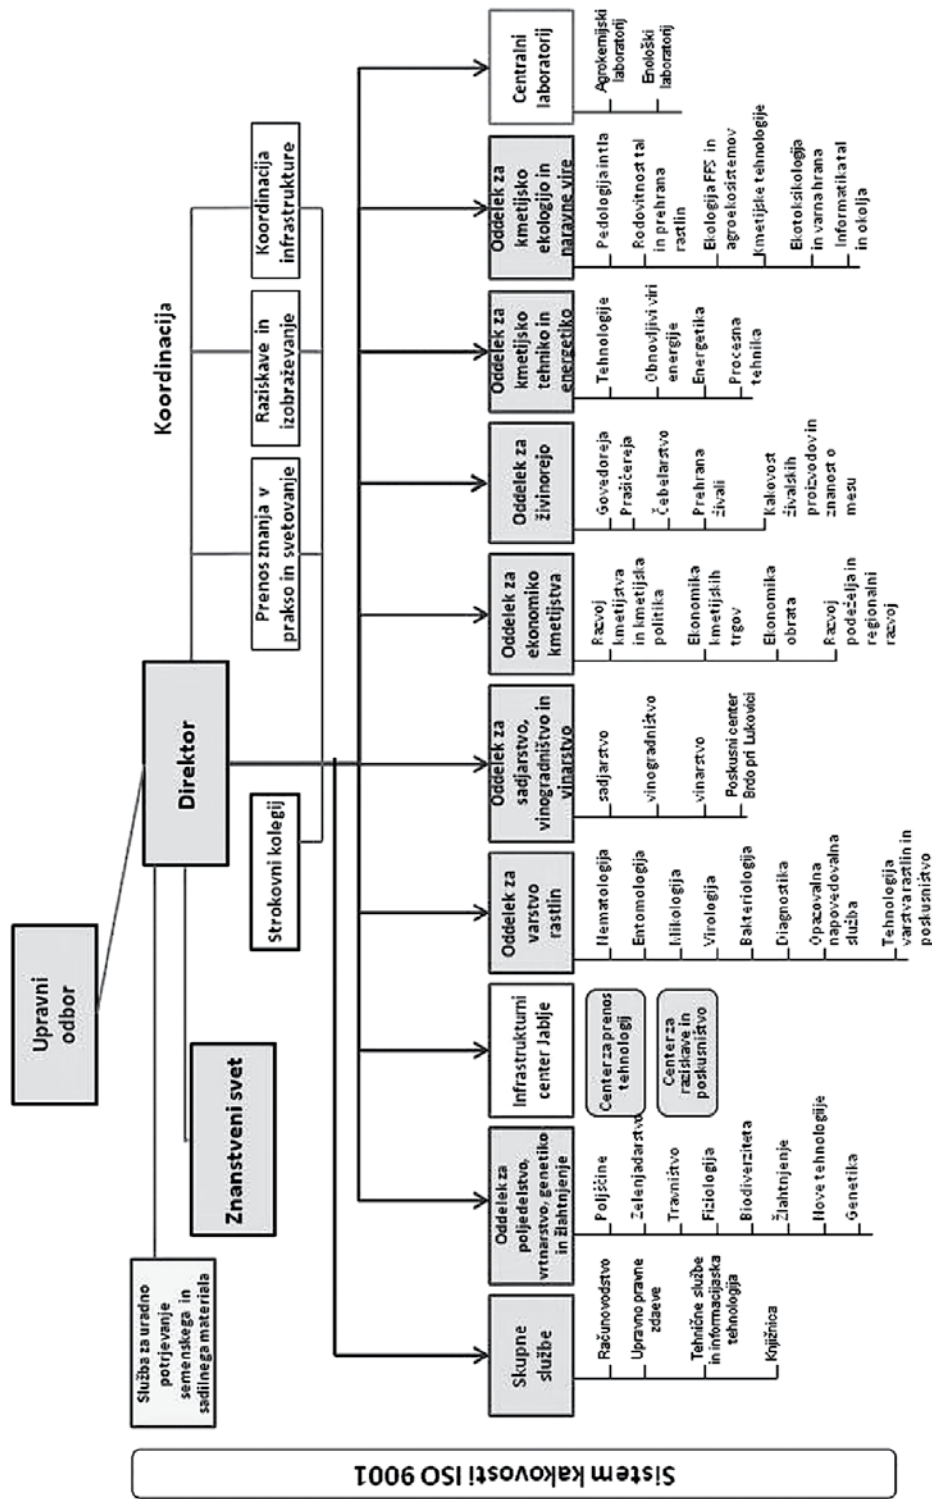 Sistem kakovosti ISO 9001
Upravni
odbor
Direktor
Znanstveni svet
Služba za uradno
potrjevanje
semenskega in
sadilnega materiala
Koordinacija
Strokovni kolegij
Prenos znanja v
prakso in svetovanje
Raziskave in
izobraževanje
Koordinacija
infrastrukture
Skupne
službe
Računovodstvo
Upravno pravne
zdaeve
Tehnične službe
in informacijaska
tehnologija
Knjižnica
Oddelek za
poljedelstvo,
vrtnarstvo, genetiko
in žlahtnjenje
Poljščine
Zelenjadarstvo
Travništvo
Fiziologija
Biodiverziteta
Žlahtnjenje
Nove tehnologije
Genetika
Infrastrukturni
center Jablje
Center za prenos
tehnologij
Center za
raziskave in
poskusništvo
Oddelek za
varstvo
rastlin
Nematologija
Entomologija
Mikologija
Virologija
Bakteriologija
Diagnostika
Opazovalna
napovedovalna
služba
Tehnologija
varstva rastlin in
poskusništvo
Oddelek za
sadjarstvo,
vinogradništvo in
vinarstvo
sadjarstvo
vinogradništvo
vinarstvo
Poskusni center
Brdo pri Lukovici
Oddelek za
ekonomiko
kmetijstva
Razvoj
kmetijstva
in kmetijska
politika
Ekonomika
kmetijskih
trgov
Ekonomika
obrata
Razvoj
podeželja in
regionalni
razvoj
Oddelek za
živinorejo
Govedoreja
Prašičereja
Čebelarstvo
Prehrana
živali
Kakovost
živalskih
proizvodov in
znanost o
mesu
Oddelek za
kmetijsko
tehniko in
energetiko
Tehnologije
Obnovljivi viri
energije
Energetika
Procesna
tehnika
Oddelek za
kmetijsko
ekologijo in
naravne vire
Pedologija in tla
Rodovitnost tal
in prehrana
rastlin
Ekologija FFS in
agroekosistemov
Kmetijske tehnologije
Ekotoksikologija
in varna hrana
Informatika tal
in okolja
Centralni
laboratorij
Agrokemijski
laboratorij
Enološki
laboratorij